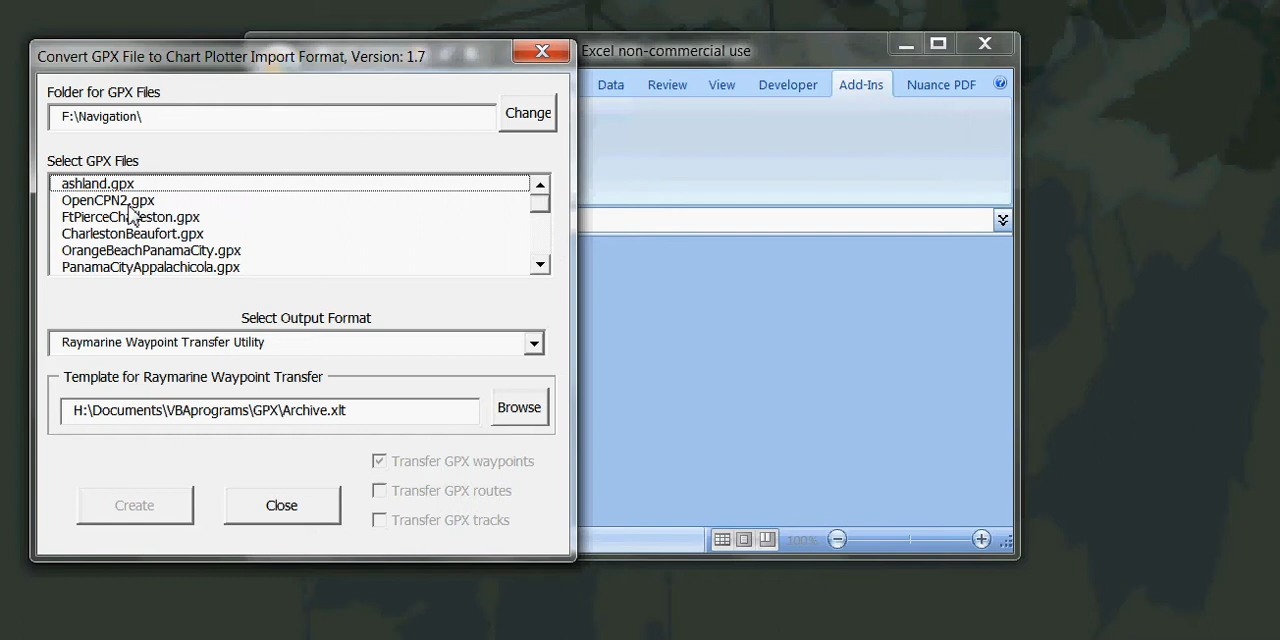 Convert GPX File to Chart Plotter Import Format, Version: 1.7
Excel non-commercial use
Data Review View Developer Add-Ins Nuance PDF
Folder for GPX Files
F:\Navigation\
Change
Select GPX Files
ashland.gpx
OpenCPN2.gpx
FtPierceCharleston.gpx
CharlestonBeaufort.gpx
OrangeBeachPanamaCity.gpx
PanamaCityAppalachicola.gpx
Select Output Format
Raymarine Waypoint Transfer Utility
Template for Raymarine Waypoint Transfer
H:\Documents\VBAprograms\GPX\Archive.xlt
Browse
Transfer GPX waypoints
Transfer GPX routes
Transfer GPX tracks
Create
Close
100%